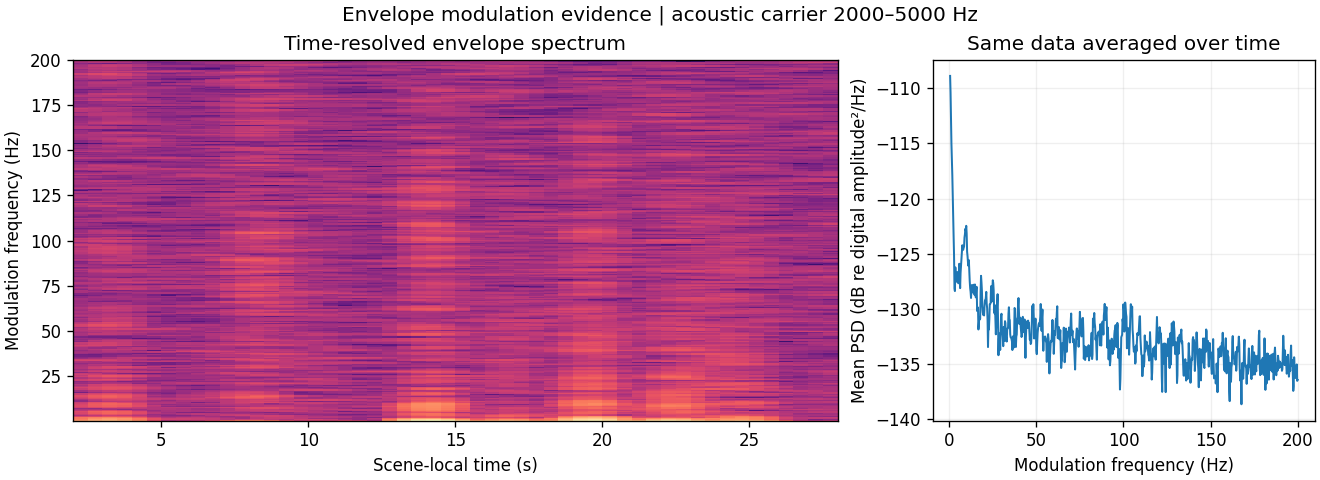 Envelope modulation evidence | acoustic carrier 2000–5000 Hz
Time-resolved envelope spectrum
200
175
150
125
100
75
50
25
Modulation frequency (Hz)
5 10 15 20 25
Scene-local time (s)
Same data averaged over time
−110
−115
−120
−125
−130
−135
−140
Mean PSD (dB re digital amplitude²/Hz)
0 50 100 150 200
Modulation frequency (Hz)